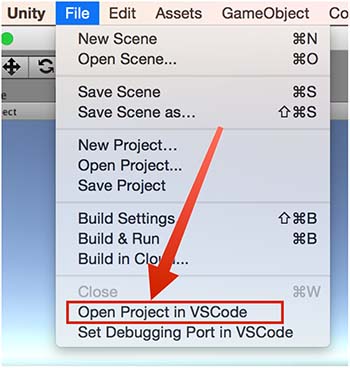 Unity File Edit Assets GameObject Co
New Scene ⌘N
Open Scene... ⌘O
Save Scene ⌘S
Save Scene as… ⇧⌘S
New Project…
Open Project...
Save Project
Build Settings ⇧⌘B
Build & Run ⌘B
Build in Cloud...
Close ⌘W
Open Project in VSCode
Set Debugging Port in VSCode
e
ect